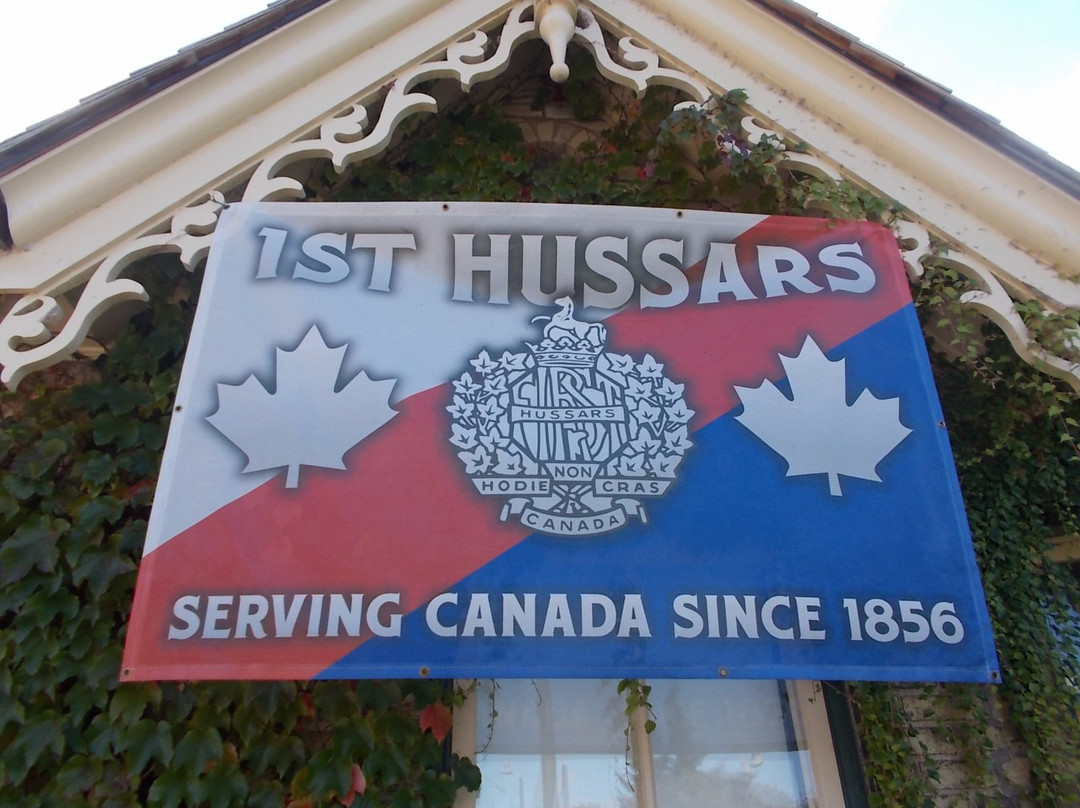 1ST HUSSARS
HUSSARS
NON
HODIE CRAS
CANADA
SERVING CANADA SINCE 1856